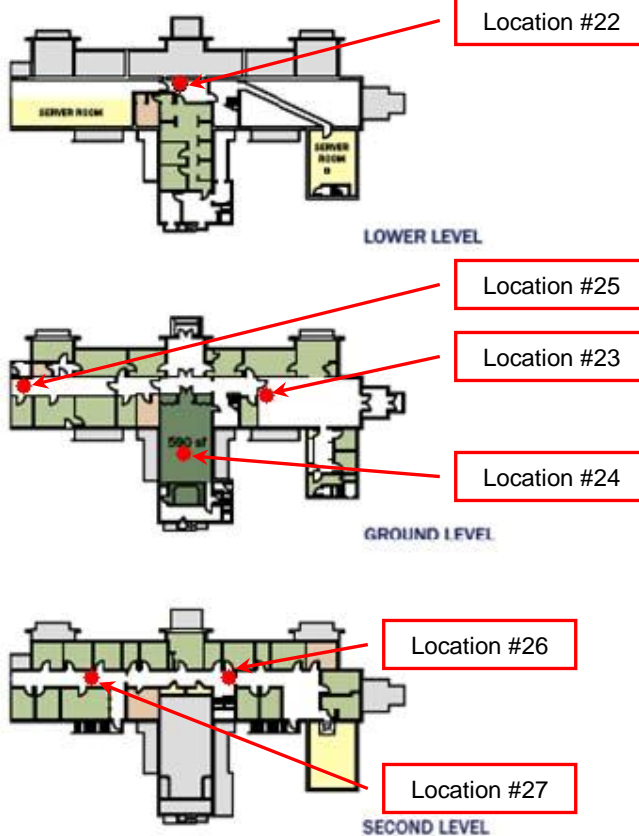 Location #22
SERVER ROOM
SERVER
ROOM
B
LOWER LEVEL
Location #25
Location #23
590 sf
Location #24
GROUND LEVEL
Location #26
Location #27
SECOND LEVEL